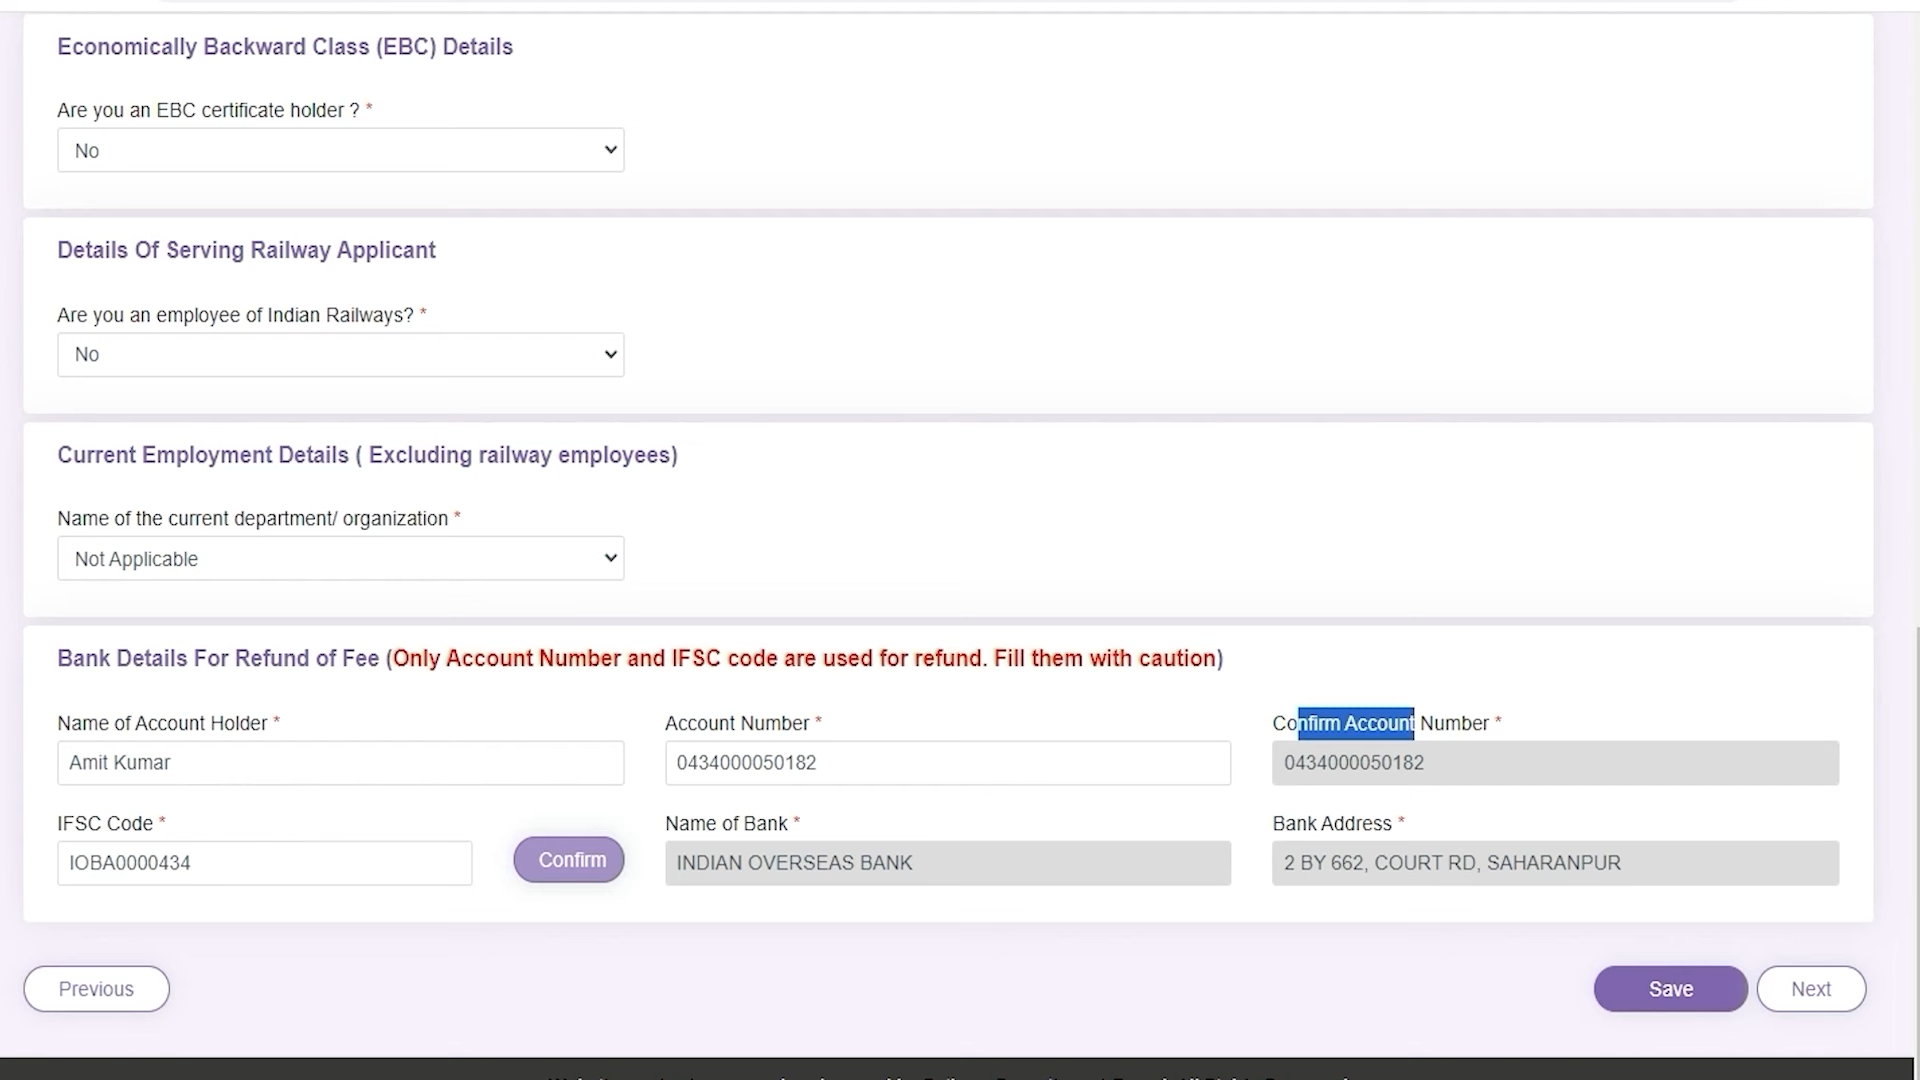 Economically Backward Class (EBC) Details
Are you an EBC certificate holder ? *
No
Details Of Serving Railway Applicant
Are you an employee of Indian Railways? *
No
Current Employment Details ( Excluding railway employees)
Name of the current department/ organization *
Not Applicable
Bank Details For Refund of Fee (Only Account Number and IFSC code are used for refund. Fill them with caution)
Name of Account Holder * Account Number * Confirm Account Number *
Amit Kumar 0434000050182 0434000050182
IFSC Code * Name of Bank * Bank Address *
IOBA0000434 Confirm INDIAN OVERSEAS BANK 2 BY 662, COURT RD, SAHARANPUR
Previous Save Next